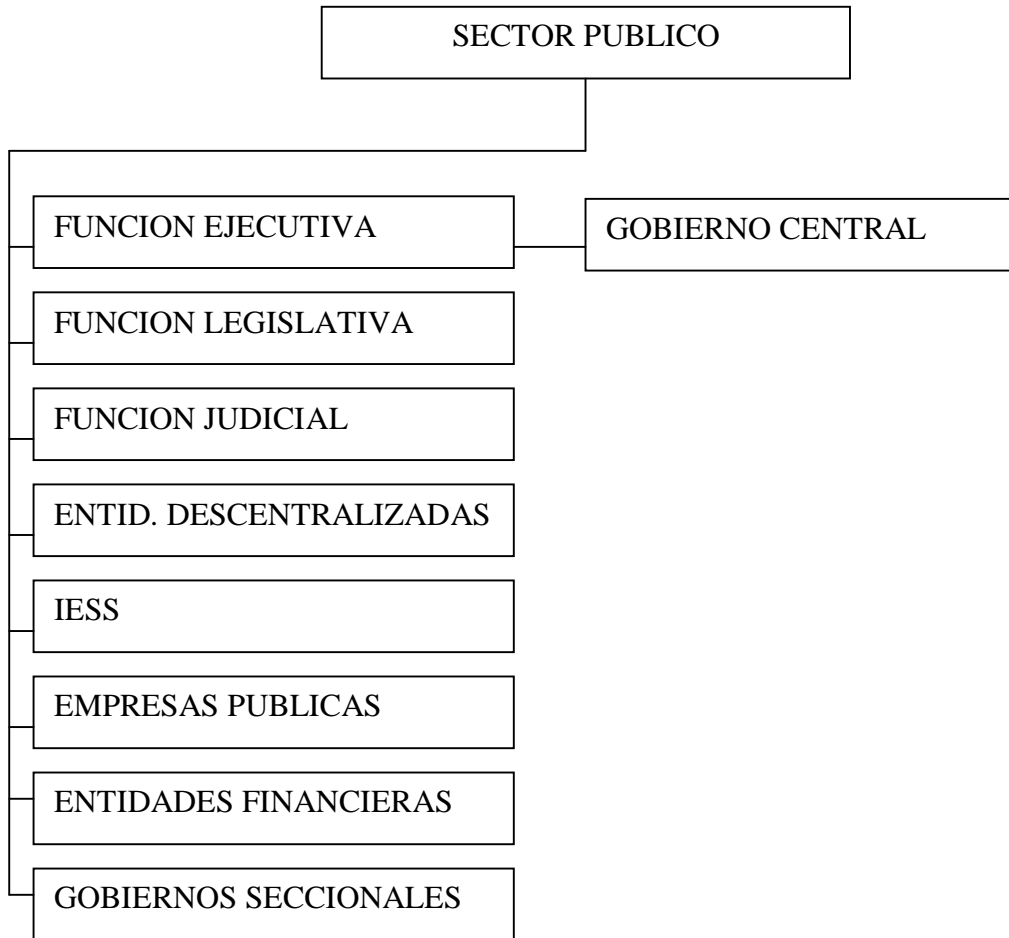 SECTOR PUBLICO
FUNCION EJECUTIVA
GOBIERNO CENTRAL
FUNCION LEGISLATIVA
FUNCION JUDICIAL
ENTID. DESCENTRALIZADAS
IESS
EMPRESAS PUBLICAS
ENTIDADES FINANCIERAS
GOBIERNOS SECCIONALES